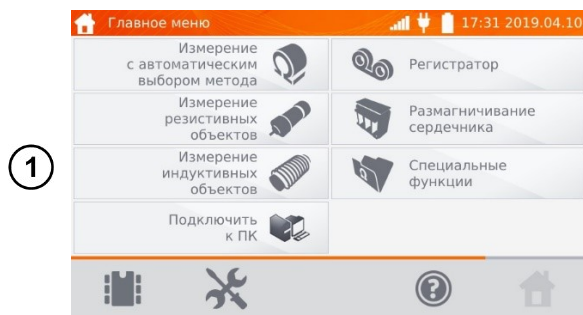 Главное меню
17:31 2019.04.10
1
Измерение
с автоматическим
выбором метода
Регистратор
Измерение
резистивных
объектов
Размагничивание
сердечника
Измерение
индуктивных
объектов
Специальные
функции
Подключить
к ПК